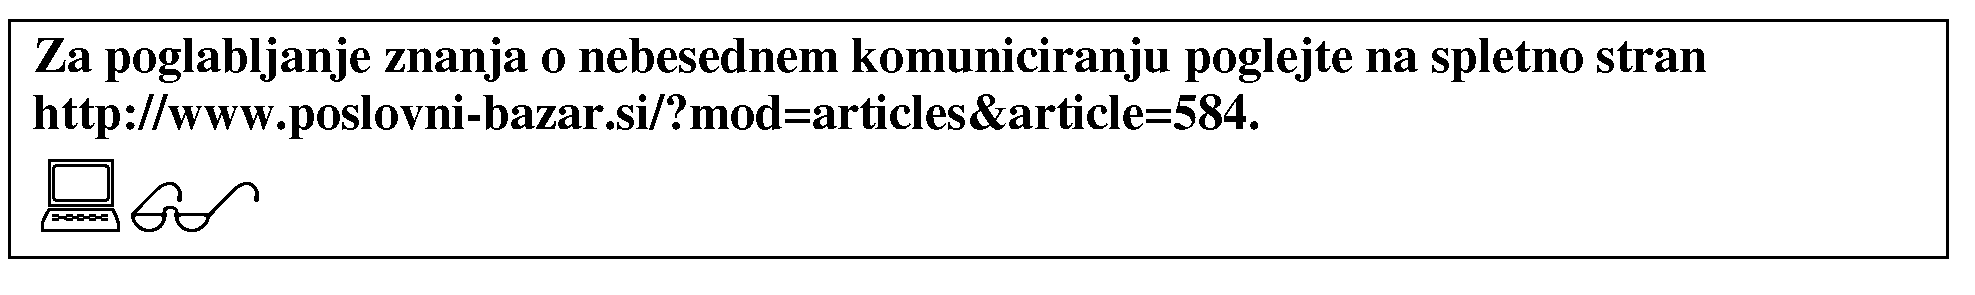 Za poglabljanje znanja o nebesednem komuniciranju poglejte na spletno stran
http://www.poslovni-bazar.si/?mod=articles&article=584.